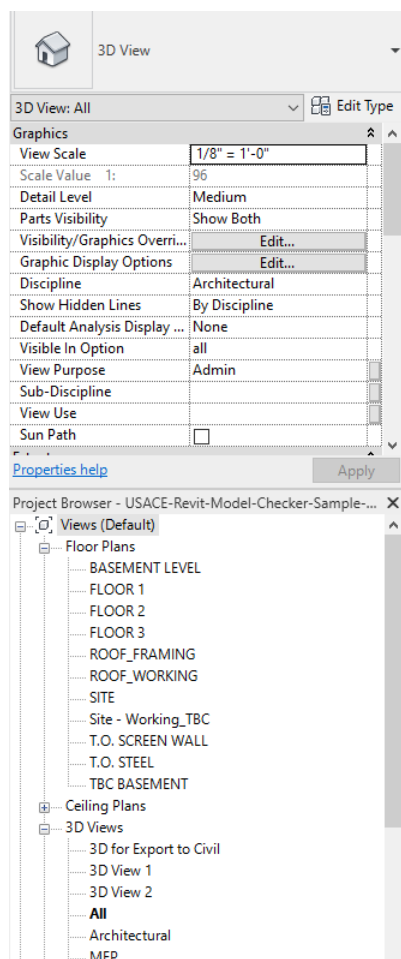 3D View
3D View: All Edit Type
Graphics
View Scale 1/8" = 1'-0"
Scale Value 1: 96
Detail Level Medium
Parts Visibility Show Both
Visibility/Graphics Overri... Edit...
Graphic Display Options Edit...
Discipline Architectural
Show Hidden Lines By Discipline
Default Analysis Display ... None
Visible In Option all
View Purpose Admin
Sub-Discipline
View Use
Sun Path
Properties help Apply
Project Browser - USACE-Revit-Model-Checker-Sample-...
Views (Default)
Floor Plans
BASEMENT LEVEL
FLOOR 1
FLOOR 2
FLOOR 3
ROOF_FRAMING
ROOF_WORKING
SITE
Site - Working_TBC
T.O. SCREEN WALL
T.O. STEEL
TBC BASEMENT
Ceiling Plans
3D Views
3D for Export to Civil
3D View 1
3D View 2
All
Architectural
MEP